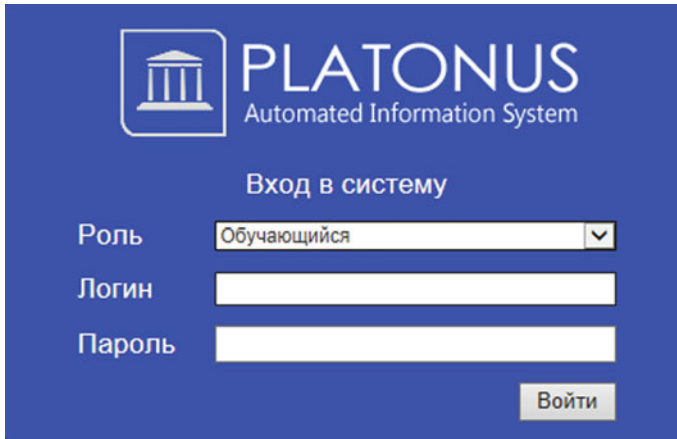 PLATONUS
Automated Information System
Вход в систему
Роль Обучающийся
Логин
Пароль
Войти